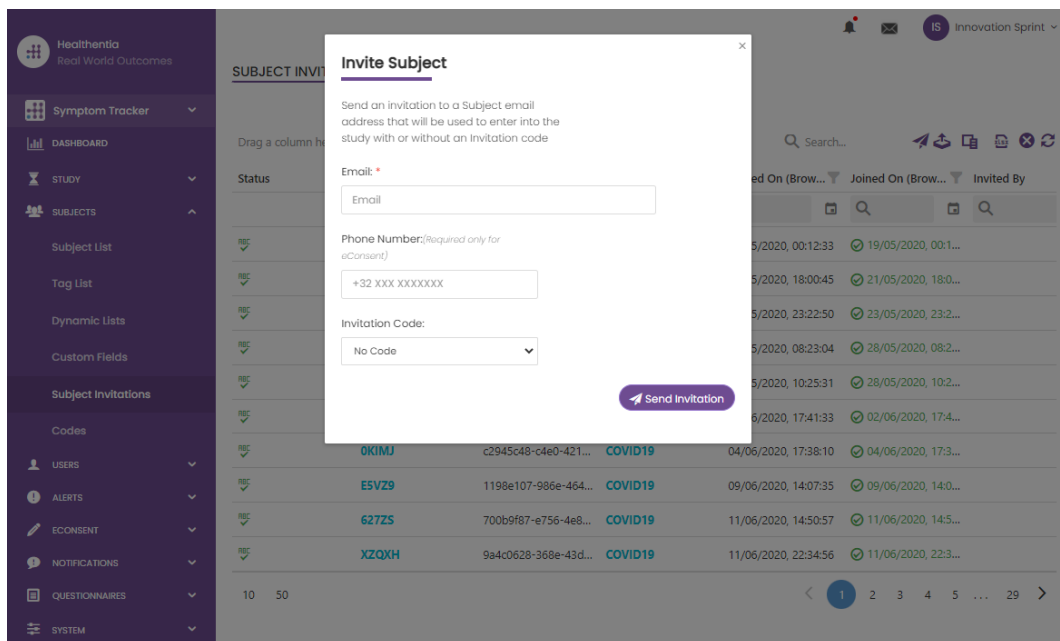 Healthentia
Real World Outcomes
IS Innovation Sprint
Symptom Tracker
DASHBOARD
STUDY
SUBJECTS
Subject List
Tag List
Dynamic Lists
Custom Fields
Subject Invitations
Codes
USERS
ALERTS
ECONSENT
NOTIFICATIONS
QUESTIONNAIRES
SYSTEM
SUBJECT INVIT
Invite Subject
×
Send an invitation to a Subject email
address that will be used to enter into the
study with or without an Invitation code
Email: *
Email
Phone Number:(Required only for
eConsent)
+32 XXX XXXXXXX
Invitation Code:
No Code
Send Invitation
Drag a column he
Search...
Status ed On (Brow... Joined On (Brow... Invited By
5/2020, 00:12:33 19/05/2020, 00:1...
5/2020, 18:00:45 21/05/2020, 18:0...
5/2020, 23:22:50 23/05/2020, 23:2...
5/2020, 08:23:04 28/05/2020, 08:2...
5/2020, 10:25:31 28/05/2020, 10:2...
6/2020, 17:41:33 02/06/2020, 17:4...
0KIMJ c2945c48-c4e0-421... COVID19 04/06/2020, 17:38:10 04/06/2020, 17:3...
E5VZ9 1198e107-986e-464... COVID19 09/06/2020, 14:07:35 09/06/2020, 14:0...
627ZS 700b9f87-e756-4e8... COVID19 11/06/2020, 14:50:57 11/06/2020, 14:5...
XZQXH 9a4c0628-368e-43d... COVID19 11/06/2020, 22:34:56 11/06/2020, 22:3...
10 50
1 2 3 4 5 ... 29